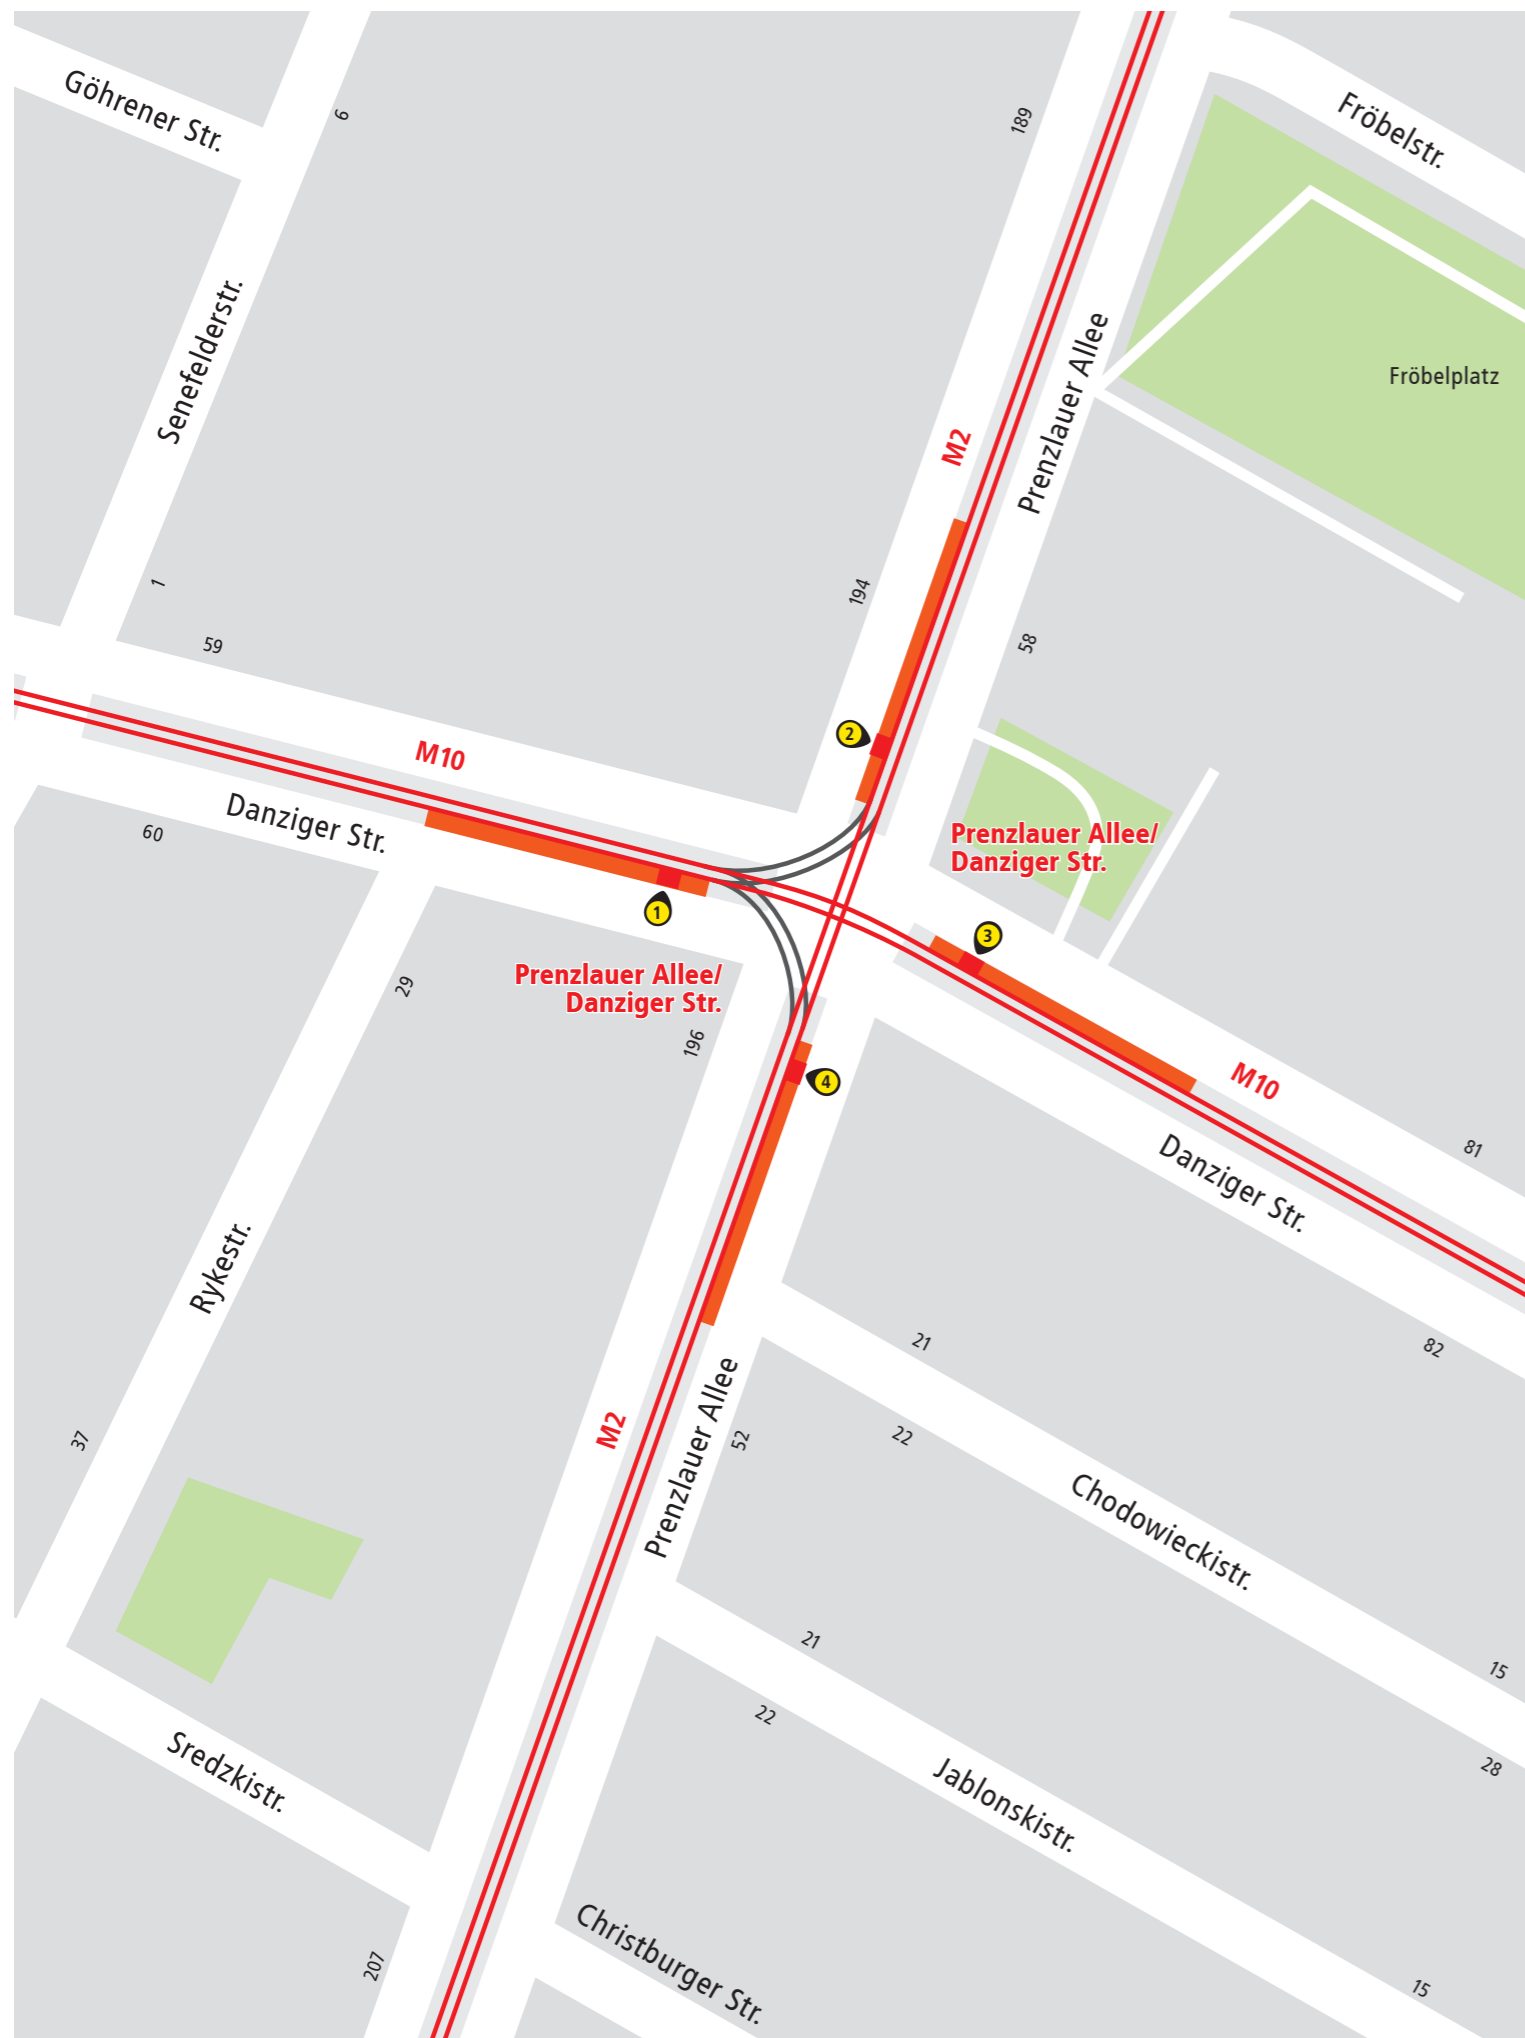 Göhrener Str.
6
189
Fröbelstr.
Senefelderstr.
Prenzlauer Allee
Fröbelplatz
M2
1
194
59
58
M10
2
Danziger Str.
60
Prenzlauer Allee/
Danziger Str.
1
3
Prenzlauer Allee/
Danziger Str.
29
196
4
M10
81
Danziger Str.
Rykestr.
21
82
M2
Prenzlauer Allee
52
22
37
Chodowieckistr.
21
15
22
28
Sredzkistr.
Jablonskistr.
Christburger Str.
207
15